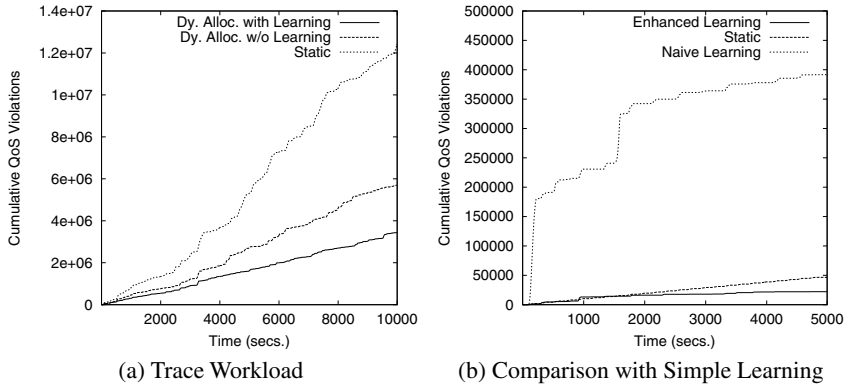 1.4e+07
1.2e+07
1e+07
8e+06
6e+06
4e+06
2e+06
0
Cumulative QoS Violations
Dy. Alloc. with Learning
Dy. Alloc. w/o Learning
Static
2000 4000 6000 8000 10000
Time (secs.)
(a) Trace Workload
500000
450000
400000
350000
300000
250000
200000
150000
100000
50000
0
Cumulative QoS Violations
Enhanced Learning
Static
Naive Learning
1000 2000 3000 4000 5000
Time (secs.)
(b) Comparison with Simple Learning